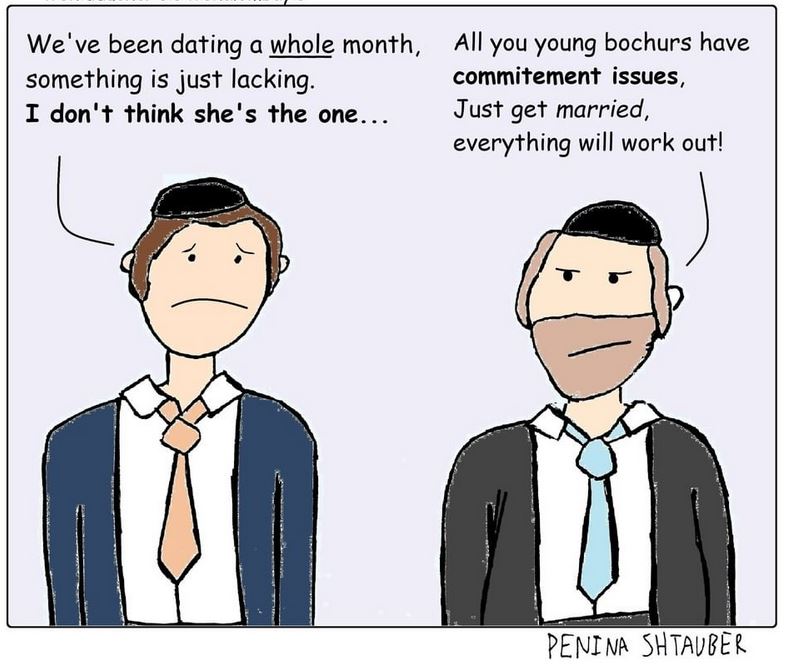 We've been dating a whole month,
something is just lacking.
I don't think she's the one...
All you young bochurs have
commitement issues,
Just get married,
everything will work out!
PENINA SHTAUBER